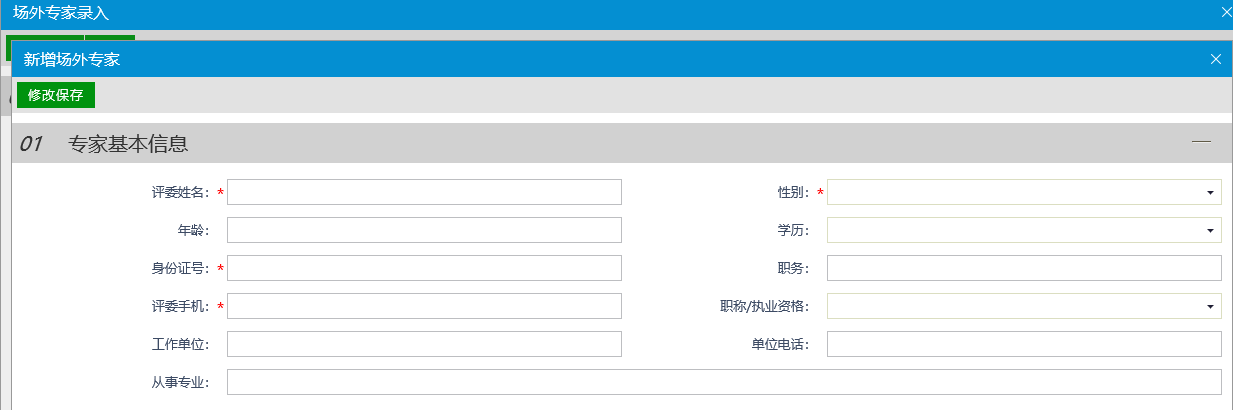 场外专家录入
新增场外专家
修改保存
01 专家基本信息
评委姓名： * 性别： *
年龄： 学历：
身份证号： * 职务：
评委手机： * 职称/执业资格：
工作单位： 单位电话：
从事专业：